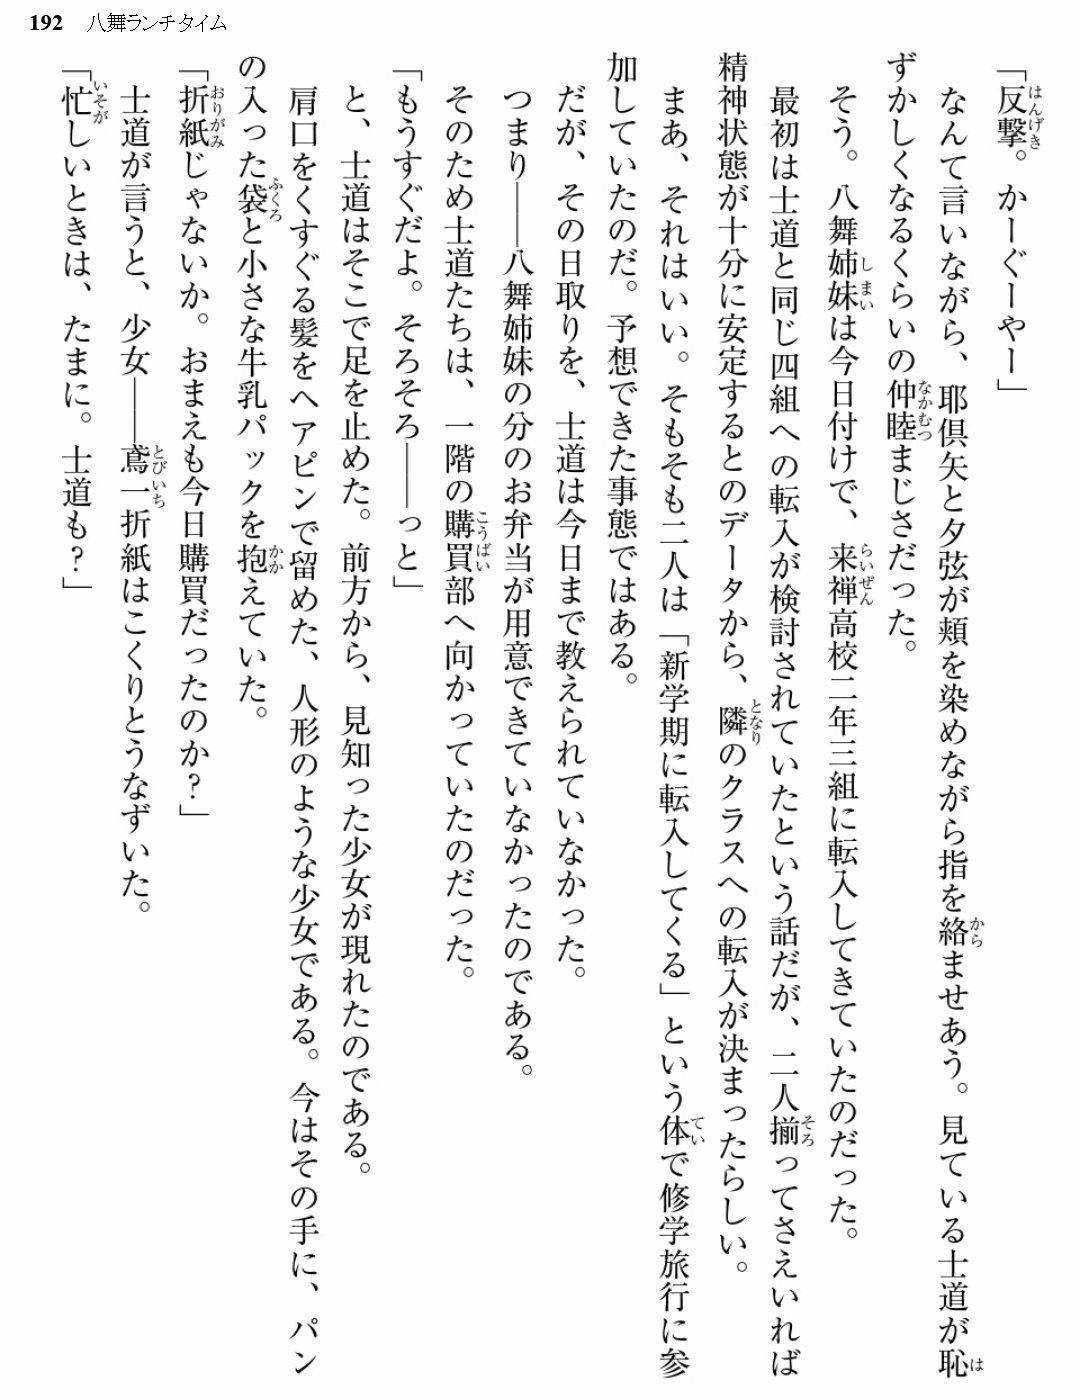 192 八舞ランチタイム
「反撃。かーぐーやー」
なんて言いながら、耶倶矢と夕弦が頬を染めながら指を絡ませあう。見ている士道が恥
ずかしくなるくらいの仲睦まじさだった。
そう。八舞姉妹は今日付けで、来禅高校二年三組に転入してきていたのだった。
最初は士道と同じ四組への転入が検討されていたという話だが、二人揃ってさえいれば
精神状態が十分に安定するとのデータから、隣のクラスへの転入が決まったらしい。
まあ、それはいい。そもそも二人は「新学期に転入してくる」という体で修学旅行に参
加していたのだ。予想できた事態ではある。
だが、その日取りを、士道は今日まで教えられていなかった。
つまり――八舞姉妹の分のお弁当が用意できていなかったのである。
そのため士道たちは、一階の購買部へ向かっていたのだった。
「もうすぐだよ。そろそろ――っと」
と、士道はそこで足を止めた。前方から、見知った少女が現れたのである。
肩口をくすぐる髪をヘアピンで留めた、人形のような少女である。今はその手に、パン
の入った袋と小さな牛乳パックを抱えていた。
「折紙じゃないか。おまえも今日購買だったのか?」
士道が言うと、少女――鳶一折紙はこくりとうなずいた。
「忙しいときは、たまに。士道も?」